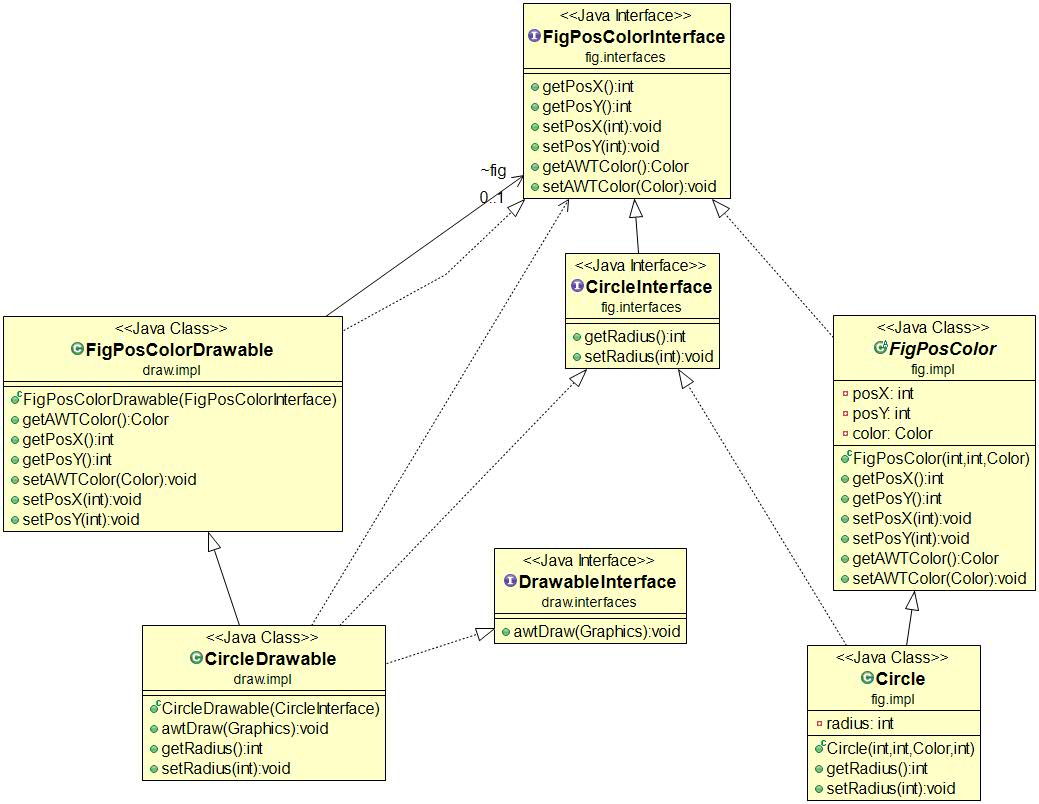 <<Java Interface>>
FigPosColorInterface
fig.interfaces
getPosX():int
getPosY():int
setPosX(int):void
setPosY(int):void
getAWTColor():Color
setAWTColor(Color):void
~fig
0..1
<<Java Interface>>
CircleInterface
fig.interfaces
getRadius():int
setRadius(int):void
<<Java Class>>
FigPosColorDrawable
draw.impl
FigPosColorDrawable(FigPosColorInterface)
getAWTColor():Color
getPosX():int
getPosY():int
setAWTColor(Color):void
setPosX(int):void
setPosY(int):void
<<Java Class>>
FigPosColor
fig.impl
posX: int
posY: int
color: Color
FigPosColor(int,int,Color)
getPosX():int
getPosY():int
setPosX(int):void
setPosY(int):void
getAWTColor():Color
setAWTColor(Color):void
<<Java Interface>>
DrawableInterface
draw.interfaces
awtDraw(Graphics):void
<<Java Class>>
CircleDrawable
draw.impl
CircleDrawable(CircleInterface)
awtDraw(Graphics):void
getRadius():int
setRadius(int):void
<<Java Class>>
Circle
fig.impl
radius: int
Circle(int,int,Color,int)
getRadius():int
setRadius(int):void